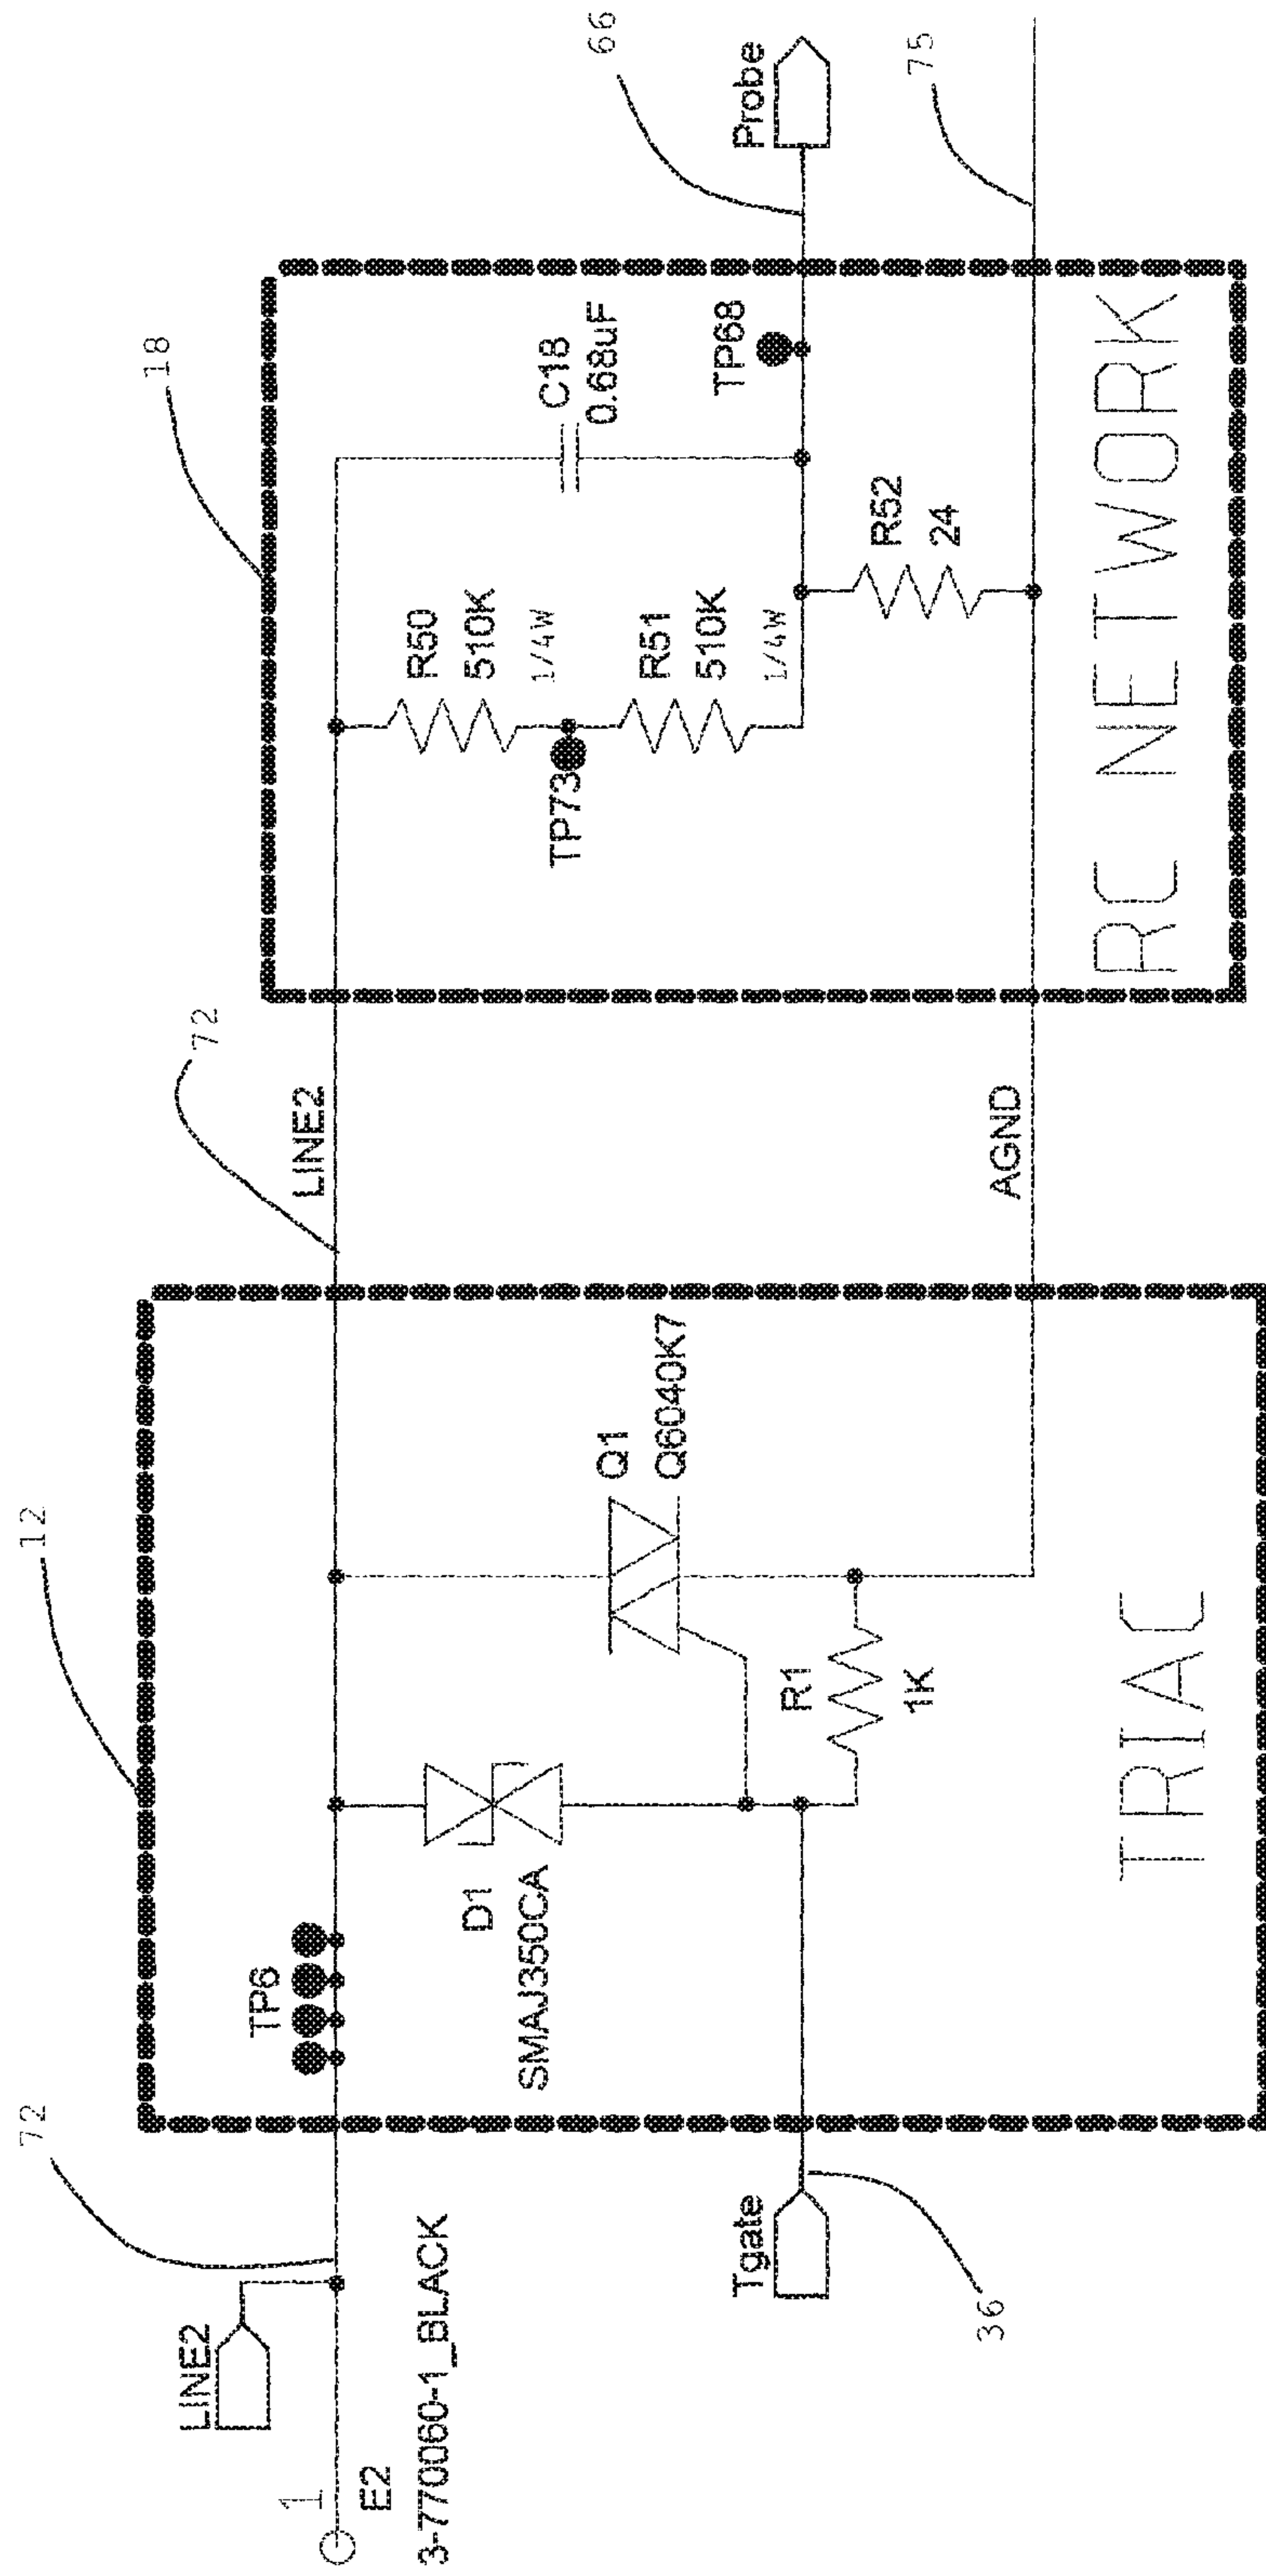 12
18
72
72
66
75
36
LINE2
1
E2
3-770060-1_BLACK
TP6
D1
SMAJ350CA
Q1
Q6040K7
R1
1K
Tgate
TRIAC
LINE2
AGND
R50
510K
1/4W
TP73
R51
510K
1/4W
C18
0.68uF
TP68
R52
24
Probe
RC NETWORK